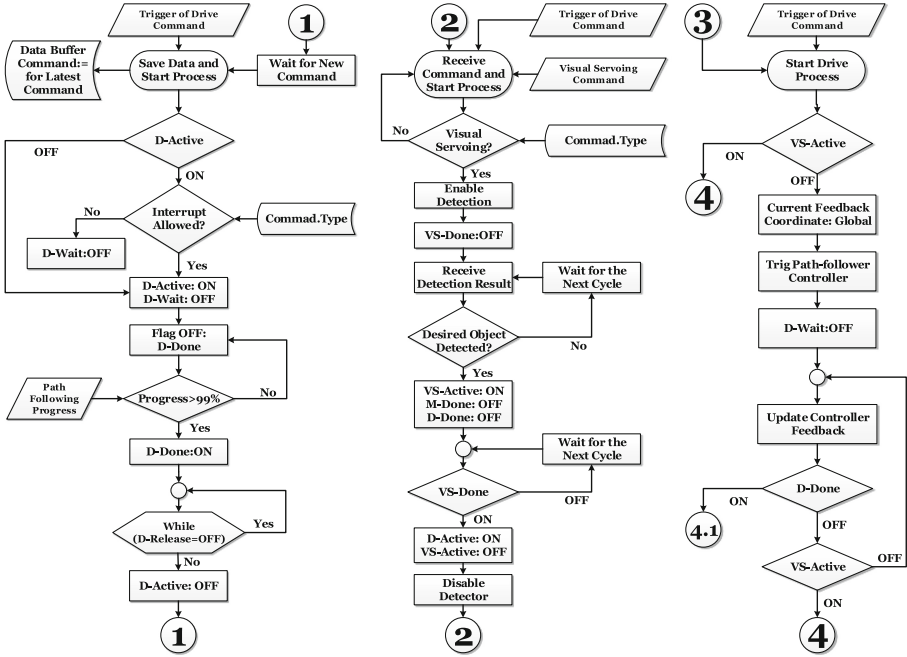 Trigger of Drive
Command
1
Data Buffer
Command:=
for Latest
Command
Save Data and
Start Process
Wait for New
Command
D-Active
OFF
ON
No
Interrupt
Allowed?
Commad.Type
D-Wait:OFF
Yes
D-Active: ON
D-Wait: OFF
Flag OFF:
D-Done
Path
Following
Progress
Progress>99%
No
Yes
D-Done:ON
While
(D-Release=OFF)
Yes
No
D-Active: OFF
1
2
Trigger of Drive
Command
Receive
Command and
Start Process
Visual Servoing
Command
No
Visual
Servoing?
Commad.Type
Yes
Enable
Detection
VS-Done:OFF
Receive
Detection Result
Wait for the
Next Cycle
Desired Object
Detected?
No
Yes
VS-Active: ON
M-Done: OFF
D-Done: OFF
Wait for the
Next Cycle
VS-Done
OFF
ON
D-Active: ON
VS-Active: OFF
Disable
Detector
2
3
Trigger of Drive
Command
Start Drive
Process
VS-Active
ON
OFF
4
Current Feedback
Coordinate: Global
Trig Path-follower
Controller
D-Wait:OFF
Update Controller
Feedback
D-Done
ON
4.1
OFF
VS-Active
OFF
ON
4